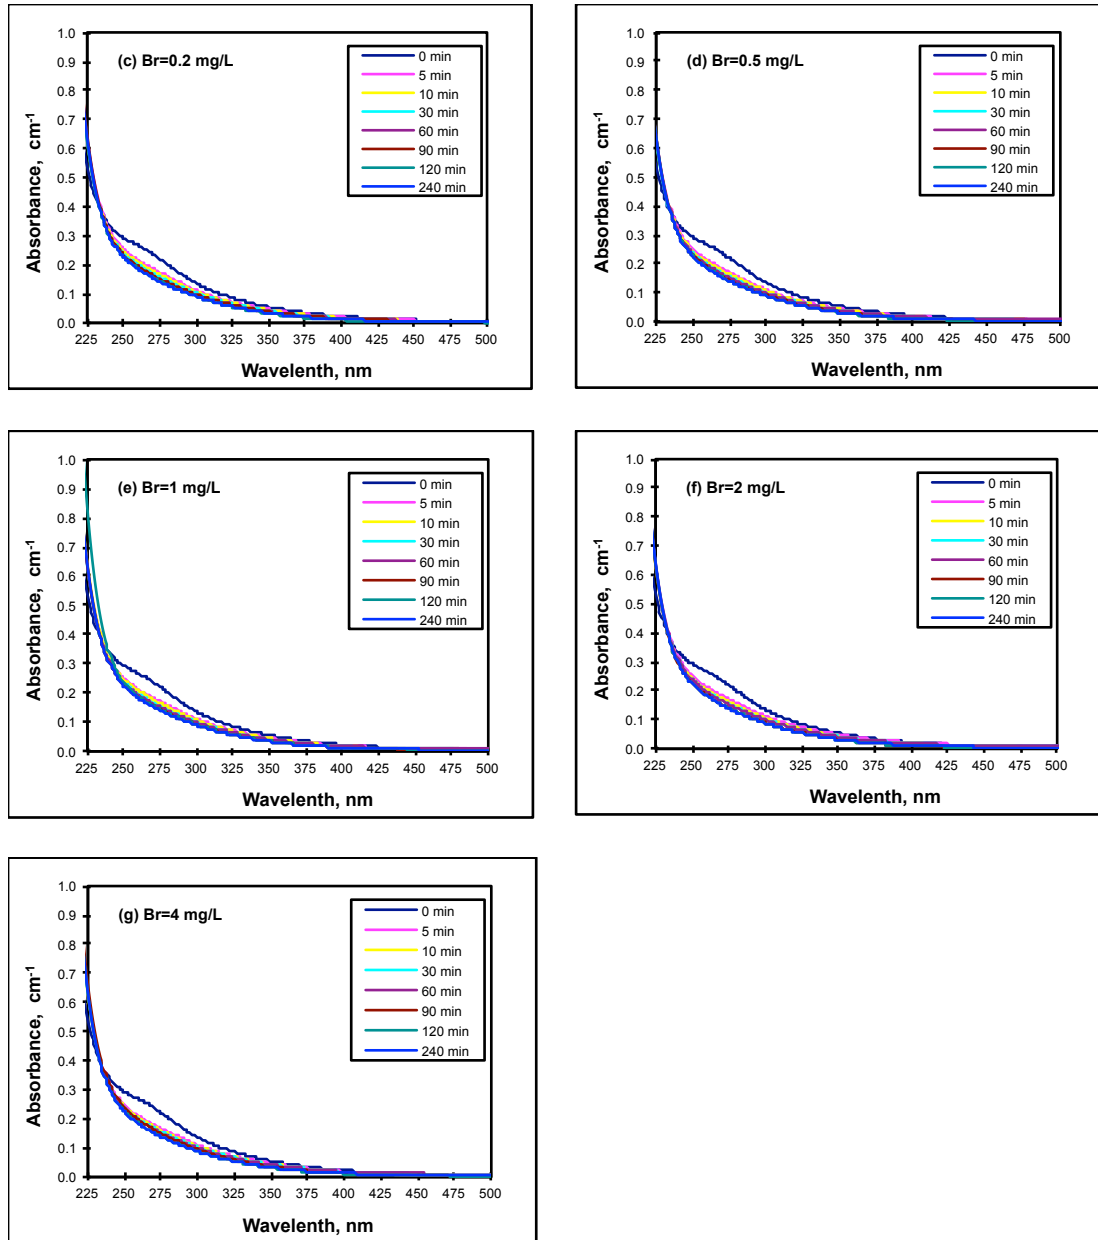 (c) Br=0.2 mg/L
0 min
5 min
10 min
30 min
60 min
90 min
120 min
240 min
Absorbance, cm-1
1.0
0.9
0.8
0.7
0.6
0.5
0.4
0.3
0.2
0.1
0.0
225 250 275 300 325 350 375 400 425 450 475 500
Wavelenth, nm
(d) Br=0.5 mg/L
0 min
5 min
10 min
30 min
60 min
90 min
120 min
240 min
Absorbance, cm-1
1.0
0.9
0.8
0.7
0.6
0.5
0.4
0.3
0.2
0.1
0.0
225 250 275 300 325 350 375 400 425 450 475 500
Wavelenth, nm
(e) Br=1 mg/L
0 min
5 min
10 min
30 min
60 min
90 min
120 min
240 min
Absorbance, cm-1
1.0
0.9
0.8
0.7
0.6
0.5
0.4
0.3
0.2
0.1
0.0
225 250 275 300 325 350 375 400 425 450 475 500
Wavelenth, nm
(f) Br=2 mg/L
0 min
5 min
10 min
30 min
60 min
90 min
120 min
240 min
Absorbance, cm-1
1.0
0.9
0.8
0.7
0.6
0.5
0.4
0.3
0.2
0.1
0.0
225 250 275 300 325 350 375 400 425 450 475 500
Wavelenth, nm
(g) Br=4 mg/L
0 min
5 min
10 min
30 min
60 min
90 min
120 min
240 min
Absorbance, cm-1
1.0
0.9
0.8
0.7
0.6
0.5
0.4
0.3
0.2
0.1
0.0
225 250 275 300 325 350 375 400 425 450 475 500
Wavelenth, nm